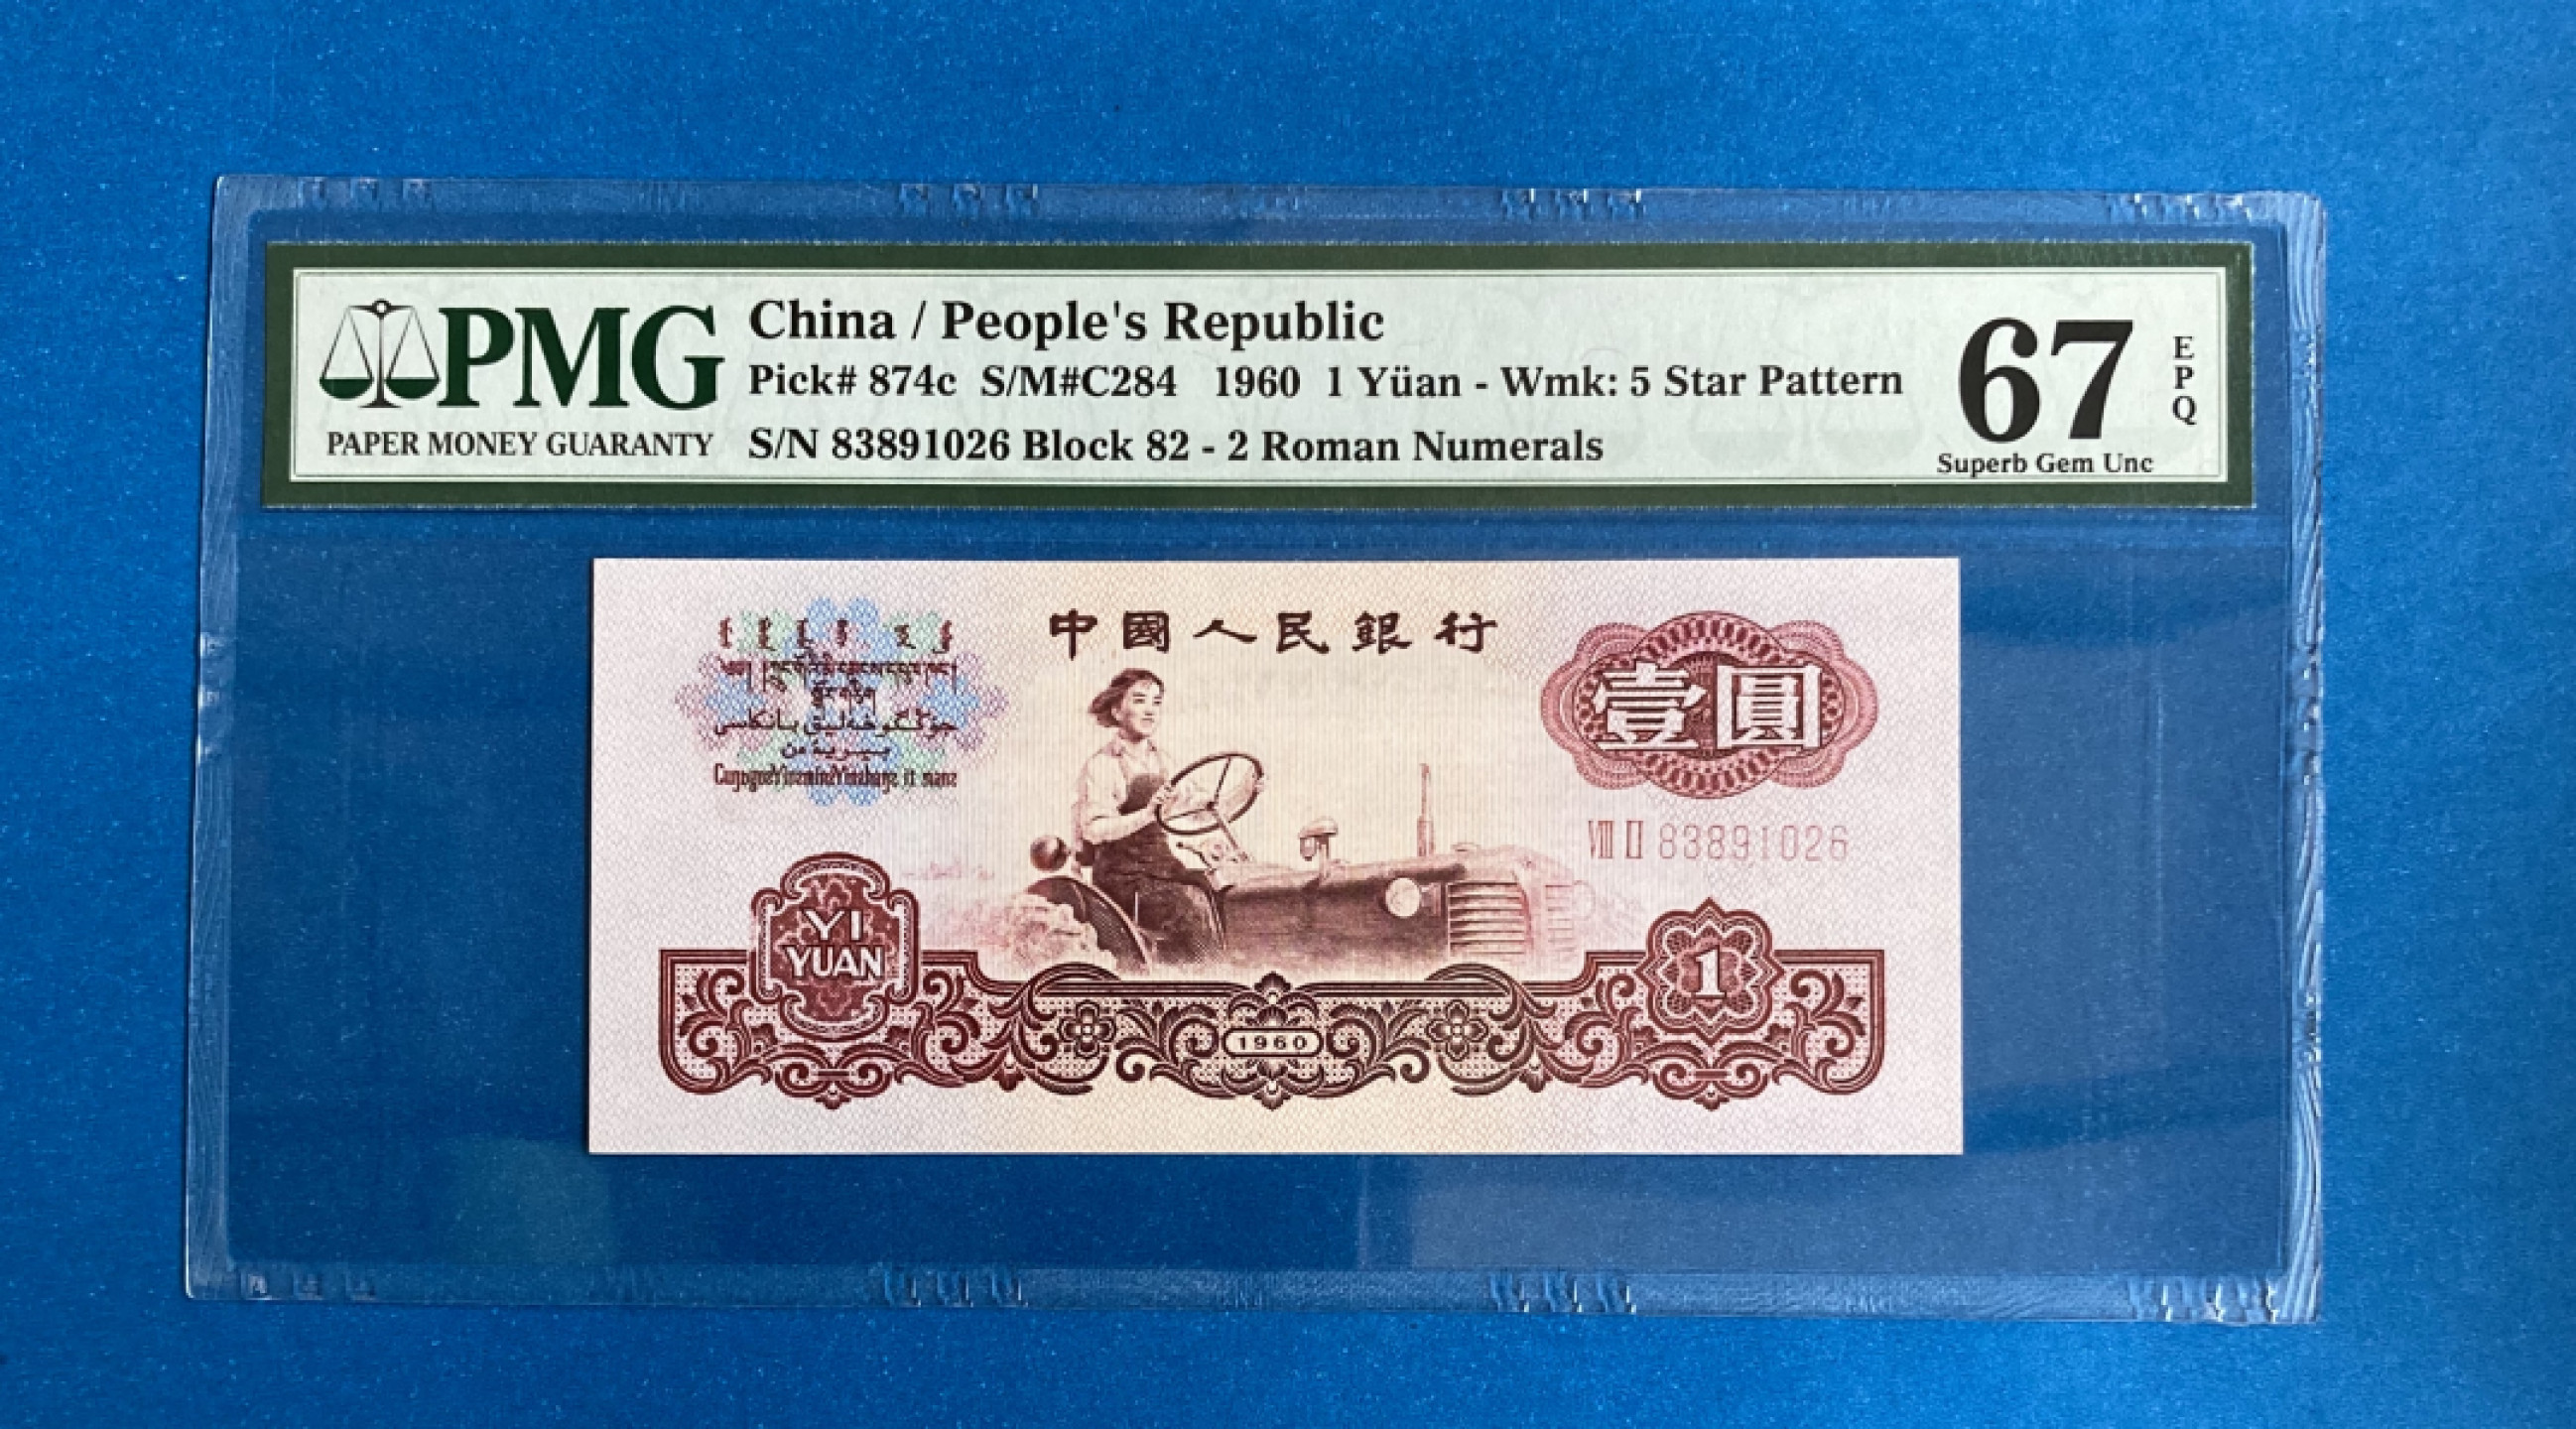 PMG
PAPER MONEY GUARANTY
China / People's Republic
Pick# 874c S/M#C284 1960 1 Yüan - Wmk: 5 Star Pattern
S/N 83891026 Block 82 - 2 Roman Numerals
67
EPQ
Superb Gem Unc
中國人民銀行
壹圓
VIII II 83891026
YI
YUAN
1
1960